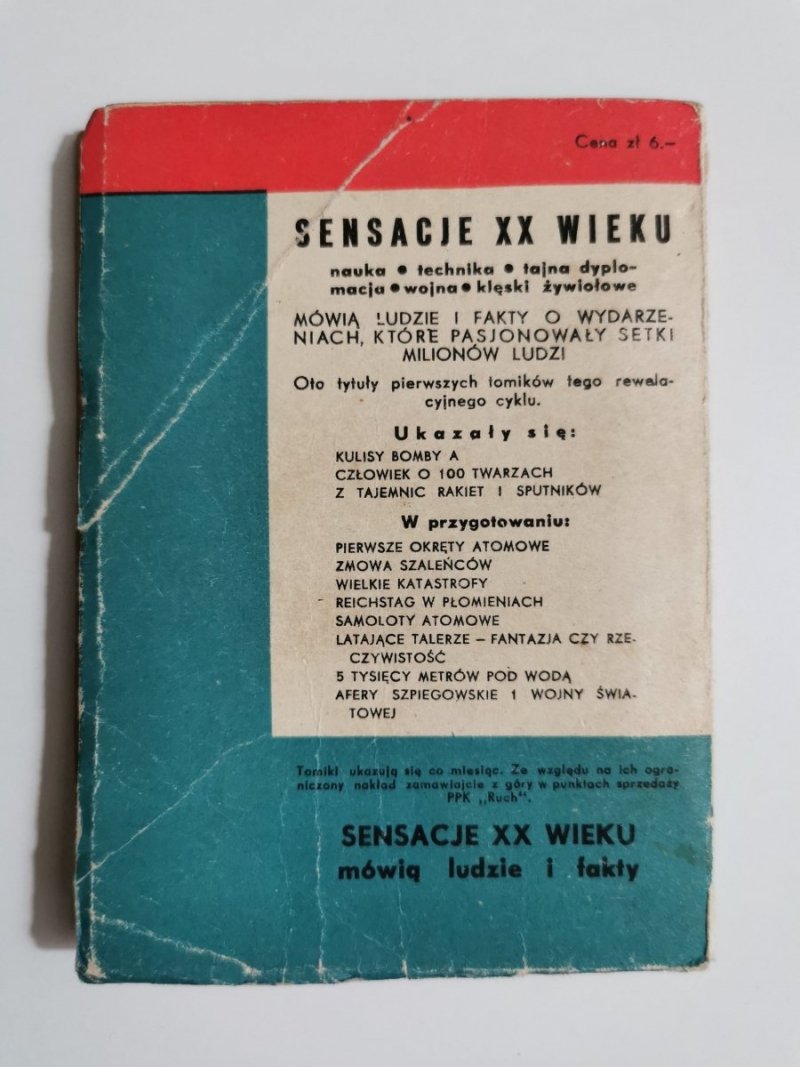 Cena zł 6.–
SENSACJE XX WIEKU
nauka ● technika ● tajna dyplo-
macja ● wojna ● klęski żywiołowe
MÓWIĄ LUDZIE I FAKTY O WYDARZE-
NIACH, KTÓRE PASJONOWAŁY SETKI
MILIONÓW LUDZI
Oto tytuły pierwszych tomików tego rewela-
cyjnego cyklu.
Ukazały się:
KULISY BOMBY A
CZŁOWIEK O 100 TWARZACH
Z TAJEMNIC RAKIET I SPUTNIKÓW
W przygotowaniu:
PIERWSZE OKRĘTY ATOMOWE
ZMOWA SZALEŃCÓW
WIELKIE KATASTROFY
REICHSTAG W PŁOMIENIACH
SAMOLOTY ATOMOWE
LATAJĄCE TALERZE – FANTAZJA CZY RZE-
CZYWISTOŚĆ
5 TYSIĘCY METRÓW POD WODĄ
AFERY SZPIEGOWSKIE 1 WOJNY ŚWIA-
TOWEJ
Tomiki ukazują się co miesiąc. Ze względu na ich ogra-
niczony nakład zamawiajcie z góry w punktach sprzedaży
PPK „Ruch“.
SENSACJE XX WIEKU
mówią ludzie i fakty